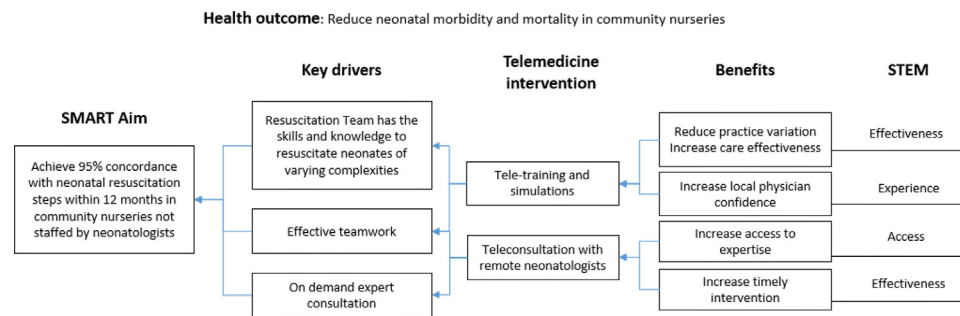 Health outcome: Reduce neonatal morbidity and mortality in community nurseries
SMART Aim
Achieve 95% concordance
with neonatal resuscitation
steps within 12 months in
community nurseries not
staffed by neonatologists
Key drivers
Resuscitation Team has the
skills and knowledge to
resuscitate neonates of
varying complexities
Effective teamwork
On demand expert
consultation
Telemedicine
intervention
Tele-training and
simulations
Teleconsultation with
remote neonatologists
Benefits
Reduce practice variation
Increase care effectiveness
Increase local physician
confidence
Increase access to
expertise
Increase timely
intervention
STEM
Effectiveness
Experience
Access
Effectiveness